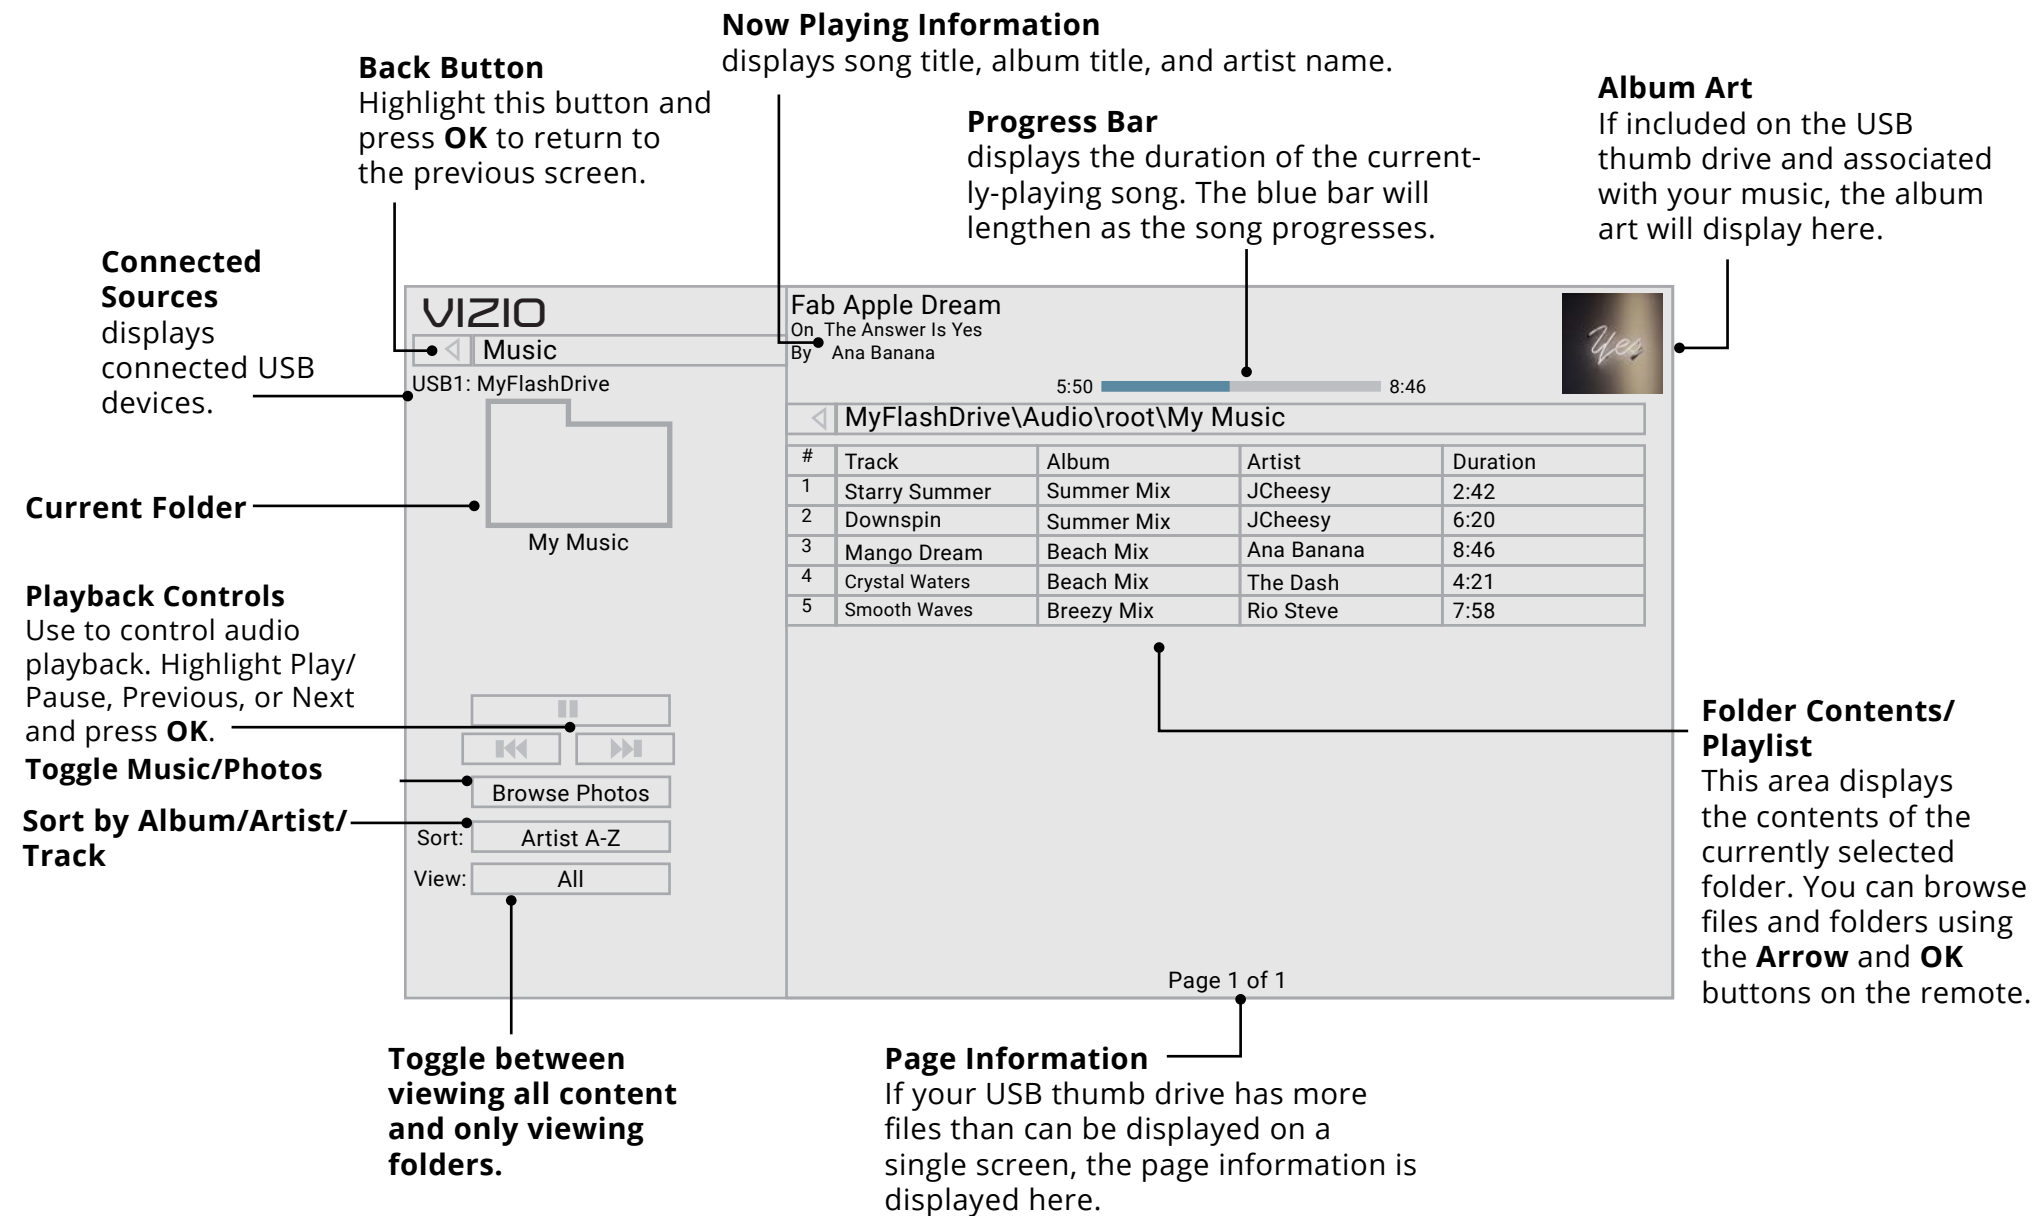 Now Playing Information
displays song title, album title, and artist name.
Back Button
Highlight this button and
press OK to return to
the previous screen.
Progress Bar
displays the duration of the current-
ly-playing song. The blue bar will
lengthen as the song progresses.
Album Art
If included on the USB
thumb drive and associated
with your music, the album
art will display here.
Connected
Sources
displays
connected USB
devices.
Current Folder
Playback Controls
Use to control audio
playback. Highlight Play/
Pause, Previous, or Next
and press OK.
Toggle Music/Photos
Sort by Album/Artist/
Track
VIZIO
Music
USB1: MyFlashDrive
My Music
Browse Photos
Sort: Artist A-Z
View: All
Fab Apple Dream
On The Answer Is Yes
By Ana Banana
5:50 8:46
Yes
MyFlashDrive\Audio\root\My Music
# Track Album Artist Duration
1 Starry Summer Summer Mix JCheesy 2:42
2 Downspin Summer Mix JCheesy 6:20
3 Mango Dream Beach Mix Ana Banana 8:46
4 Crystal Waters Beach Mix The Dash 4:21
5 Smooth Waves Breezy Mix Rio Steve 7:58
Page 1 of 1
Folder Contents/
Playlist
This area displays
the contents of the
currently selected
folder. You can browse
files and folders using
the Arrow and OK
buttons on the remote.
Toggle between
viewing all content
and only viewing
folders.
Page Information
If your USB thumb drive has more
files than can be displayed on a
single screen, the page information is
displayed here.